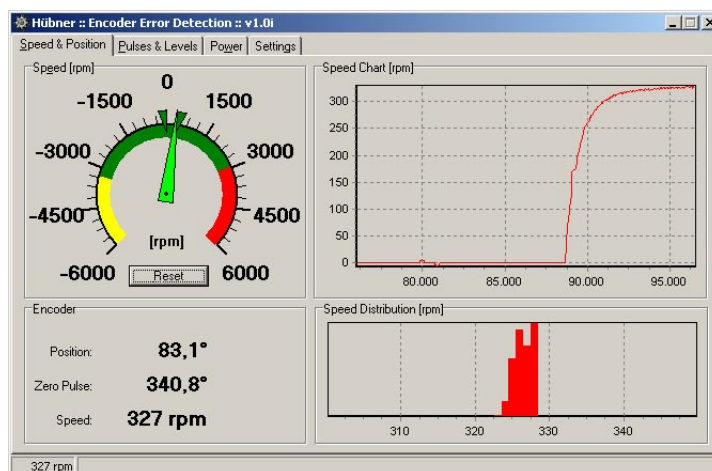 Hübner :: Encoder Error Detection :: v1.0i
Speed & Position Pulses & Levels Power Settings
Speed [rpm]
0
-1500 1500
-3000 3000
-4500 4500
[rpm]
-6000 6000
Reset
Speed Chart [rpm]
300
250
200
150
100
50
0
80.000 85.000 90.000 95.000
Encoder
Position: 83,1°
Zero Pulse: 340,8°
Speed: 327 rpm
Speed Distribution [rpm]
310 320 330 340
327 rpm